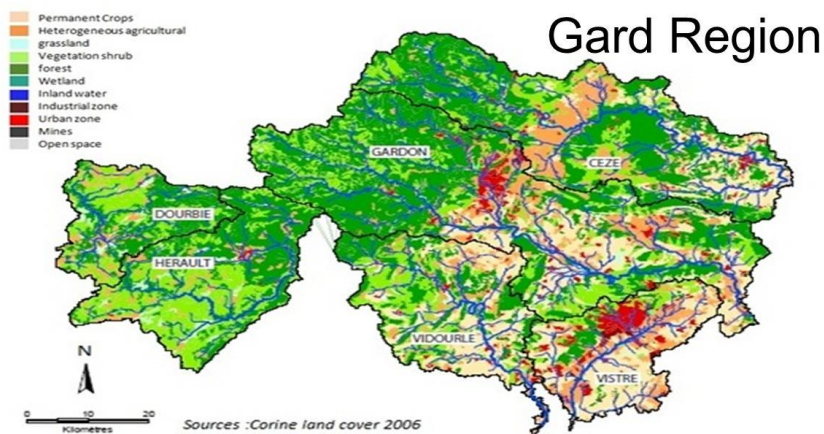 Gard Region
Permanent Crops
Heterogeneous agricultural
grassland
Vegetation shrub
forest
Wetland
Inland water
Industrial zone
Urban zone
Mines
Open space
GARDON
CEZE
DOURBIE
HERAULT
VIDOURLE
VISTRE
N
0 10 20
Kilomètres
Sources :Corine land cover 2006